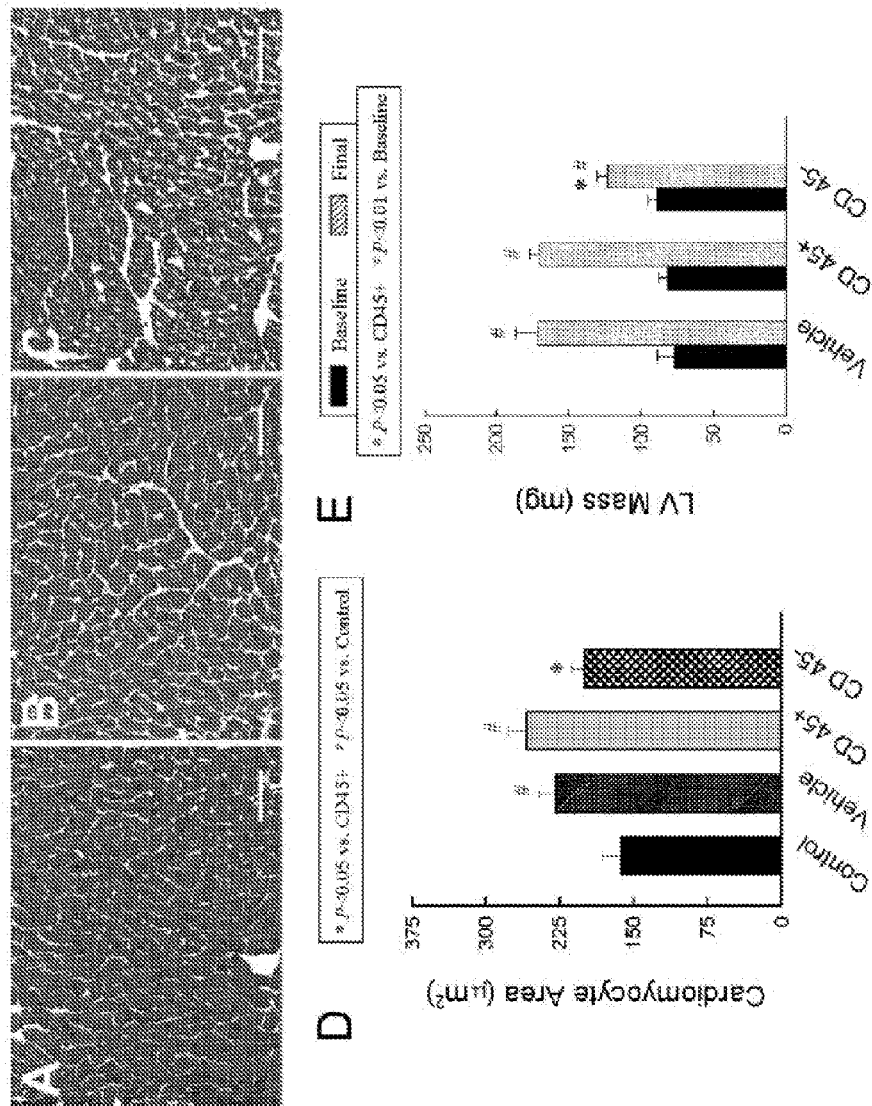 A
B
C
D
* P<0.05 vs. CD45+ # P<0.05 vs. Control
Cardiomyocyte Area (μm²)
375
300
225
150
75
0
#
#
*
Control
Vehicle
CD 45+
CD 45-
E
Baseline
Final
* P<0.05 vs. CD45+ # P<0.01 vs. Baseline
LV Mass (mg)
250
200
150
100
50
0
#
#
* #
Vehicle
CD 45+
CD 45-